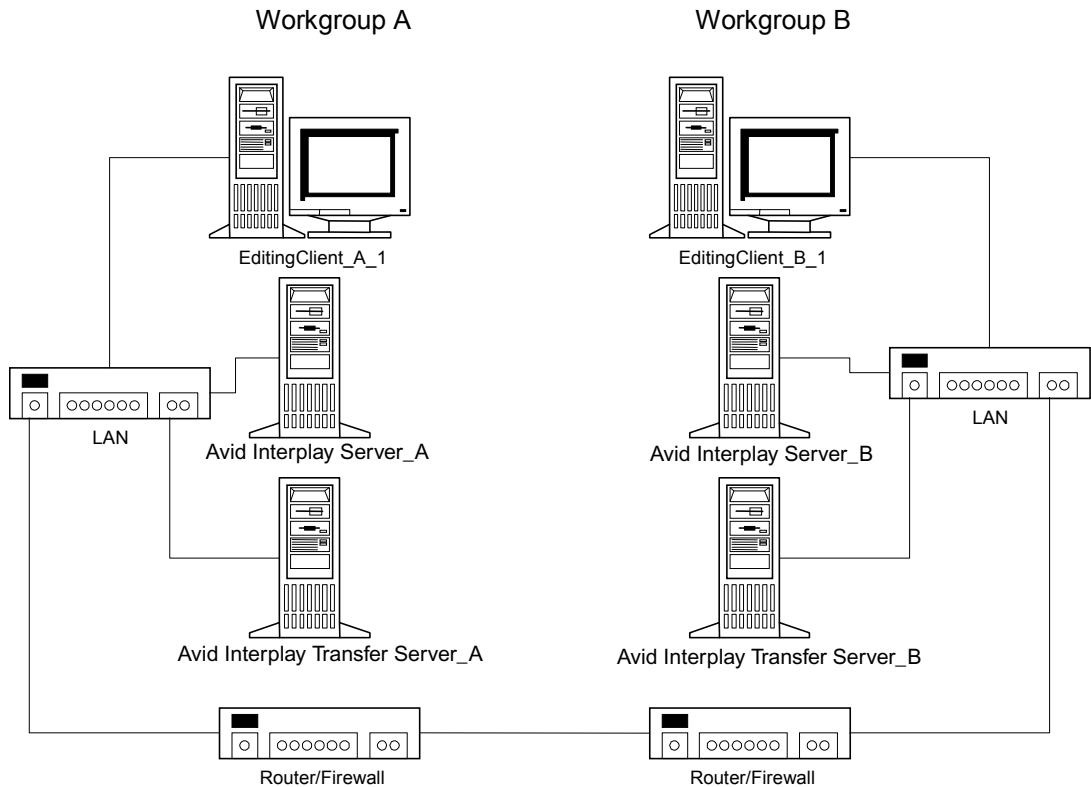 Workgroup A
Workgroup B
EditingClient_A_1
EditingClient_B_1
LAN
LAN
Avid Interplay Server_A
Avid Interplay Server_B
Avid Interplay Transfer Server_A
Avid Interplay Transfer Server_B
Router/Firewall
Router/Firewall